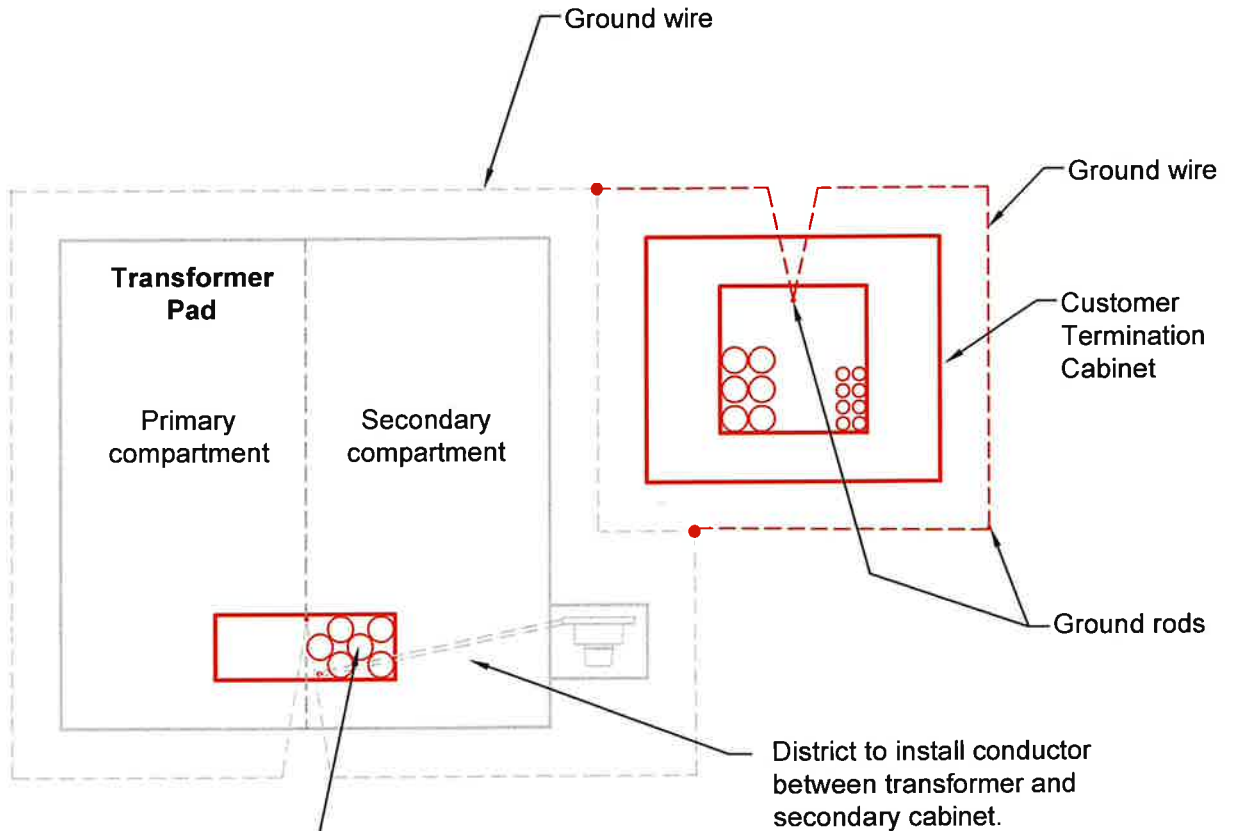 Ground wire
Ground wire
Transformer
Pad
Customer
Termination
Cabinet
Primary
compartment
Secondary
compartment
Ground rods
District to install conductor
between transformer and
secondary cabinet.